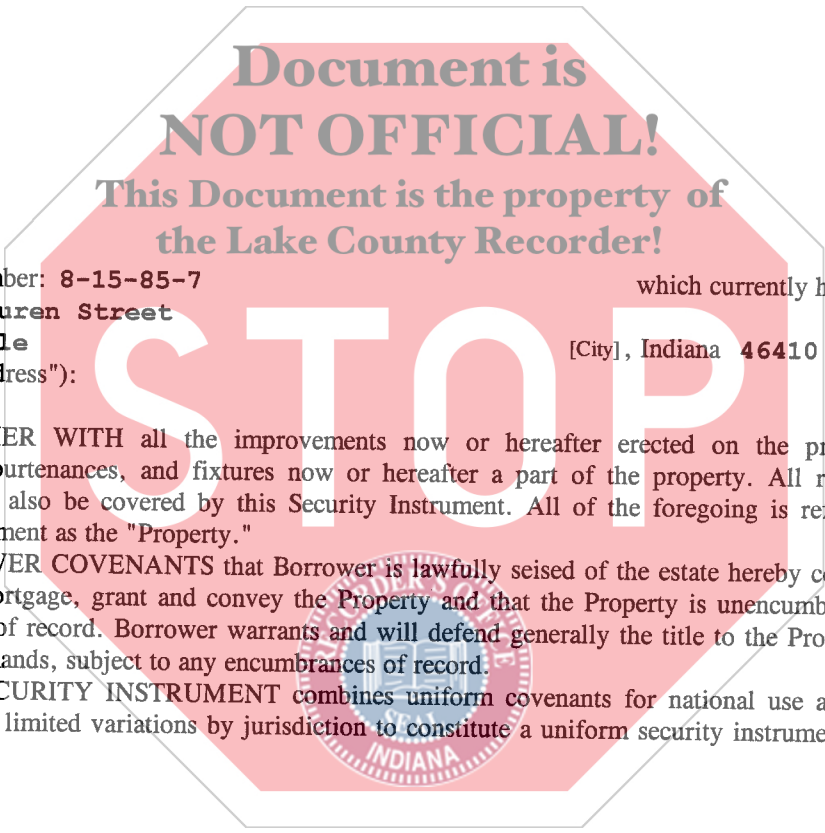 Document is
NOT OFFICIAL!
This Document is the property of
the Lake County Recorder!
ber: 8-15-85-7 which currently h
uren Street
le [City], Indiana 46410
dress"):
STOP
ER WITH all the improvements now or hereafter erected on the pr
ourtenances, and fixtures now or hereafter a part of the property. All r
also be covered by this Security Instrument. All of the foregoing is re
ment as the "Property."
VER COVENANTS that Borrower is lawfully seised of the estate hereby c
ortgage, grant and convey the Property and that the Property is unencumb
of record. Borrower warrants and will defend generally the title to the Pro
ands, subject to any encumbrances of record.
CURITY INSTRUMENT combines uniform covenants for national use a
limited variations by jurisdiction to constitute a uniform security instrume
RECORDER'S OFFICE
SEAL
INDIANA